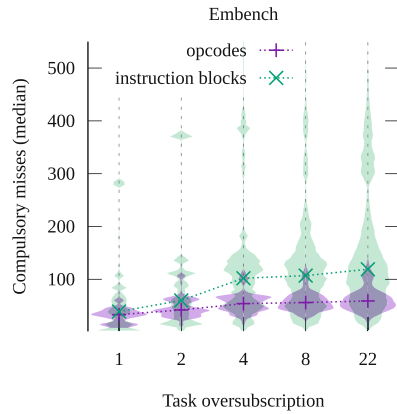 Embench
opcodes
instruction blocks
Compulsory misses (median)
500
400
300
200
100
1 2 4 8 22
Task oversubscription